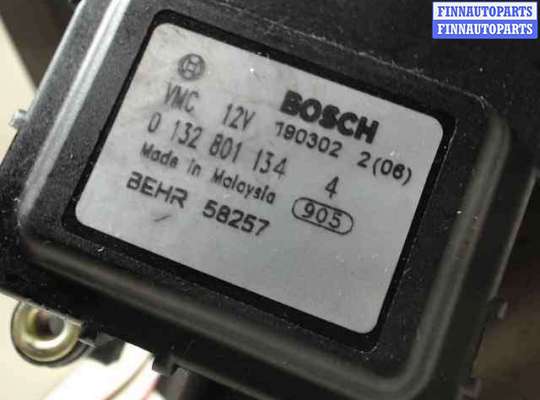 FINNAUTOPARTS
FINNAUTOPARTS
BOSCH
VMC 12V 190302 2(06)
0 132 801 134 4
Made in Malaysia 905
BEHR 58257